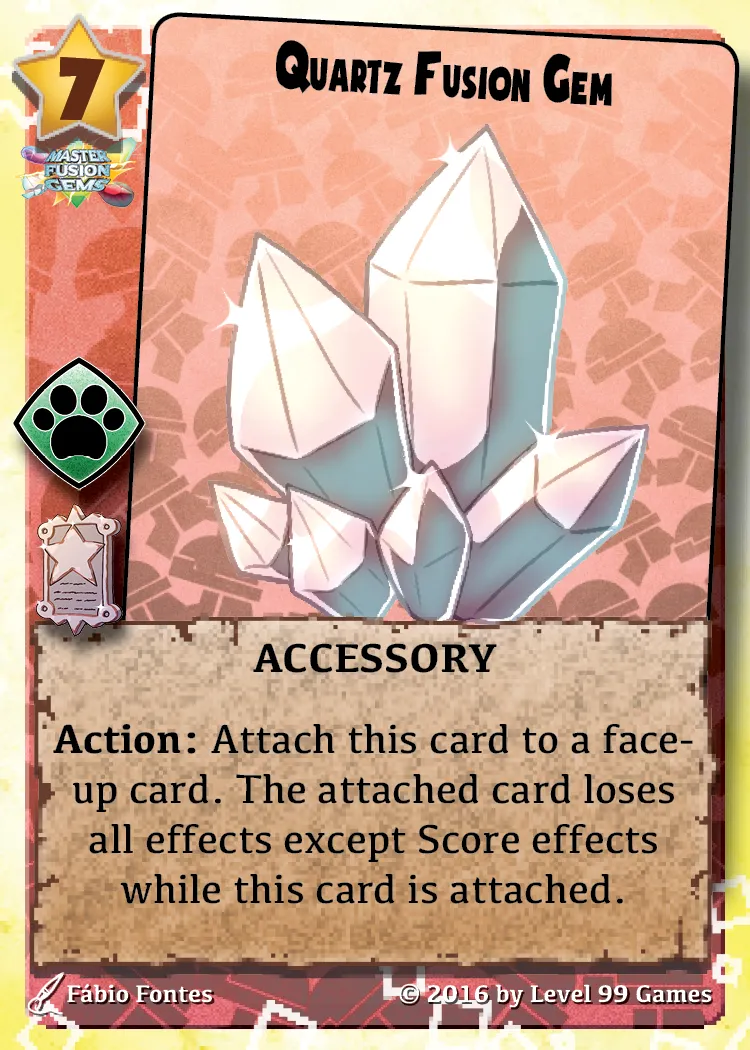 7
Quartz Fusion Gem
MASTER
FUSION
GEMS
ACCESSORY
Action: Attach this card to a face-
up card. The attached card loses
all effects except Score effects
while this card is attached.
Fábio Fontes
© 2016 by Level 99 Games